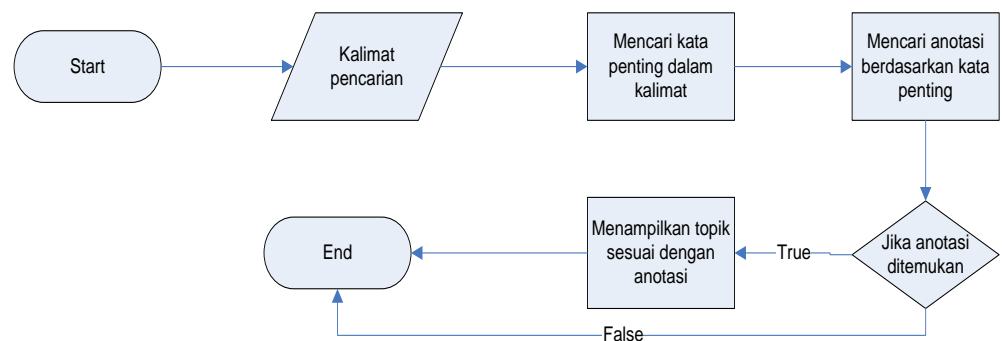 Start
Kalimat
pencarian
Mencari kata
penting dalam
kalimat
Mencari anotasi
berdasarkan kata
penting
Jika anotasi
ditemukan
True
Menampilkan topik
sesuai dengan
anotasi
End
False